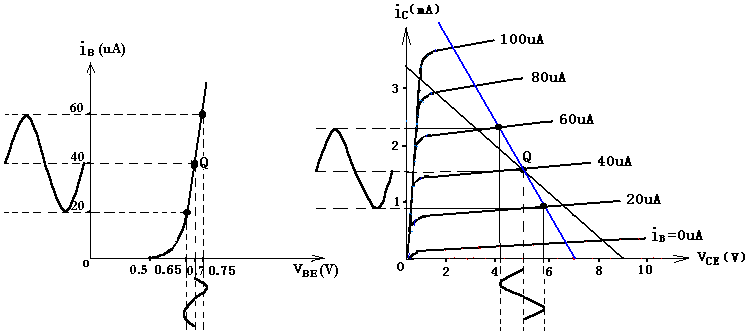 iB(uA)
60
40
20
0
Q
0.5 0.65 0.7 0.75
VBE(V)
iC(mA)
3
2
1
0
100uA
80uA
60uA
Q
40uA
20uA
iB=0uA
2 4 6 8 10
VCE(V)